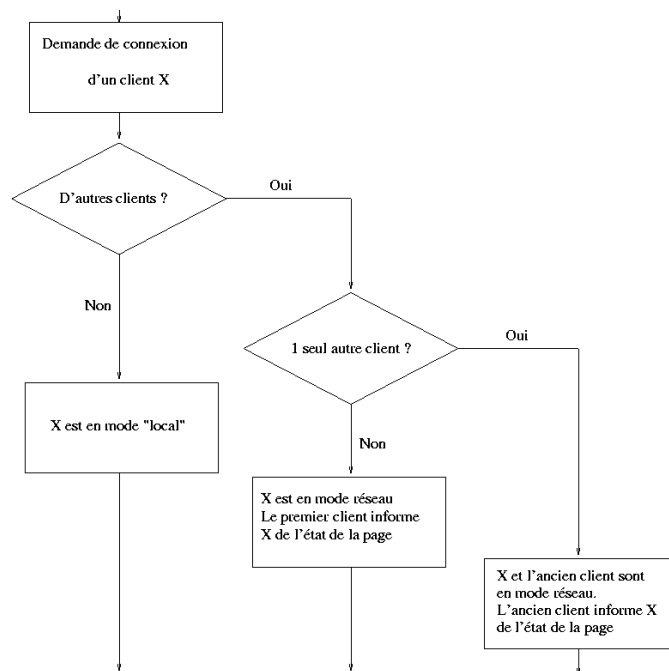 Demande de connexion
d'un client X
D'autres clients ?
Oui
Non
1 seul autre client ?
Oui
X est en mode "local"
Non
X est en mode réseau
Le premier client informe
X de l'état de la page
X et l'ancien client sont
en mode réseau.
L'ancien client informe X
de l'état de la page